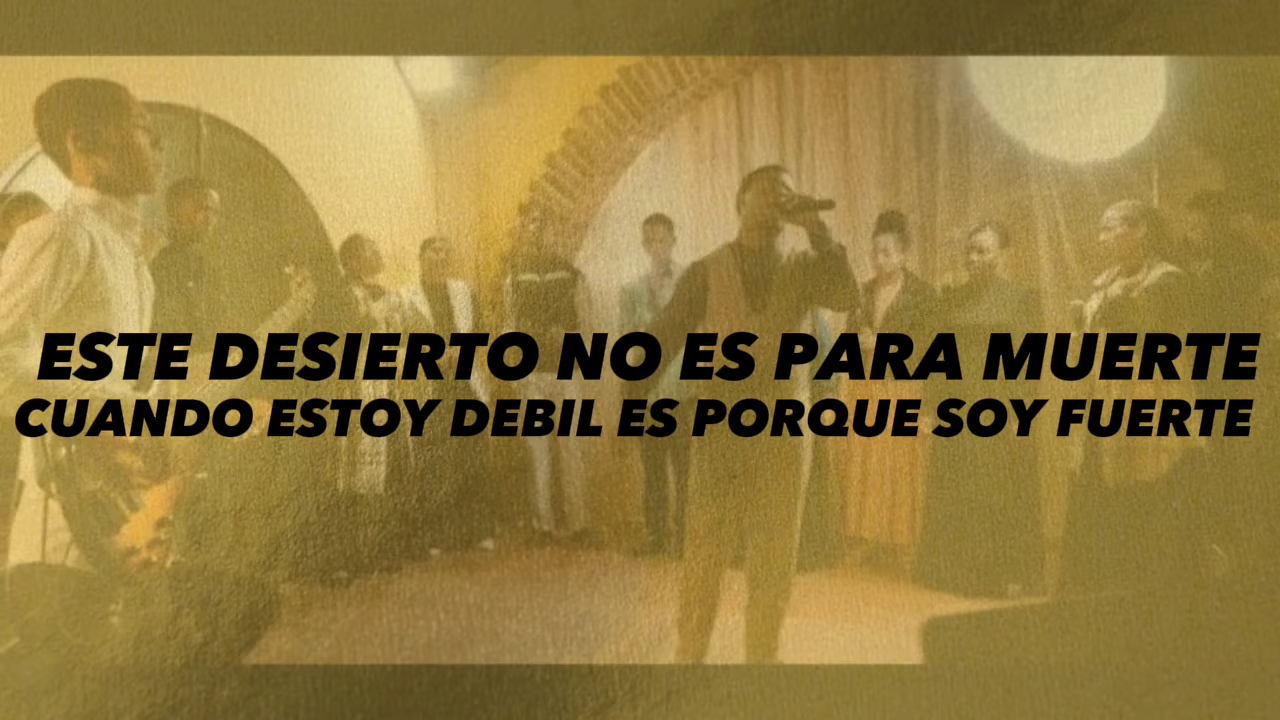 ESTE DESIERTO NO ES PARA MUERTE
CUANDO ESTOY DEBIL ES PORQUE SOY FUERTE